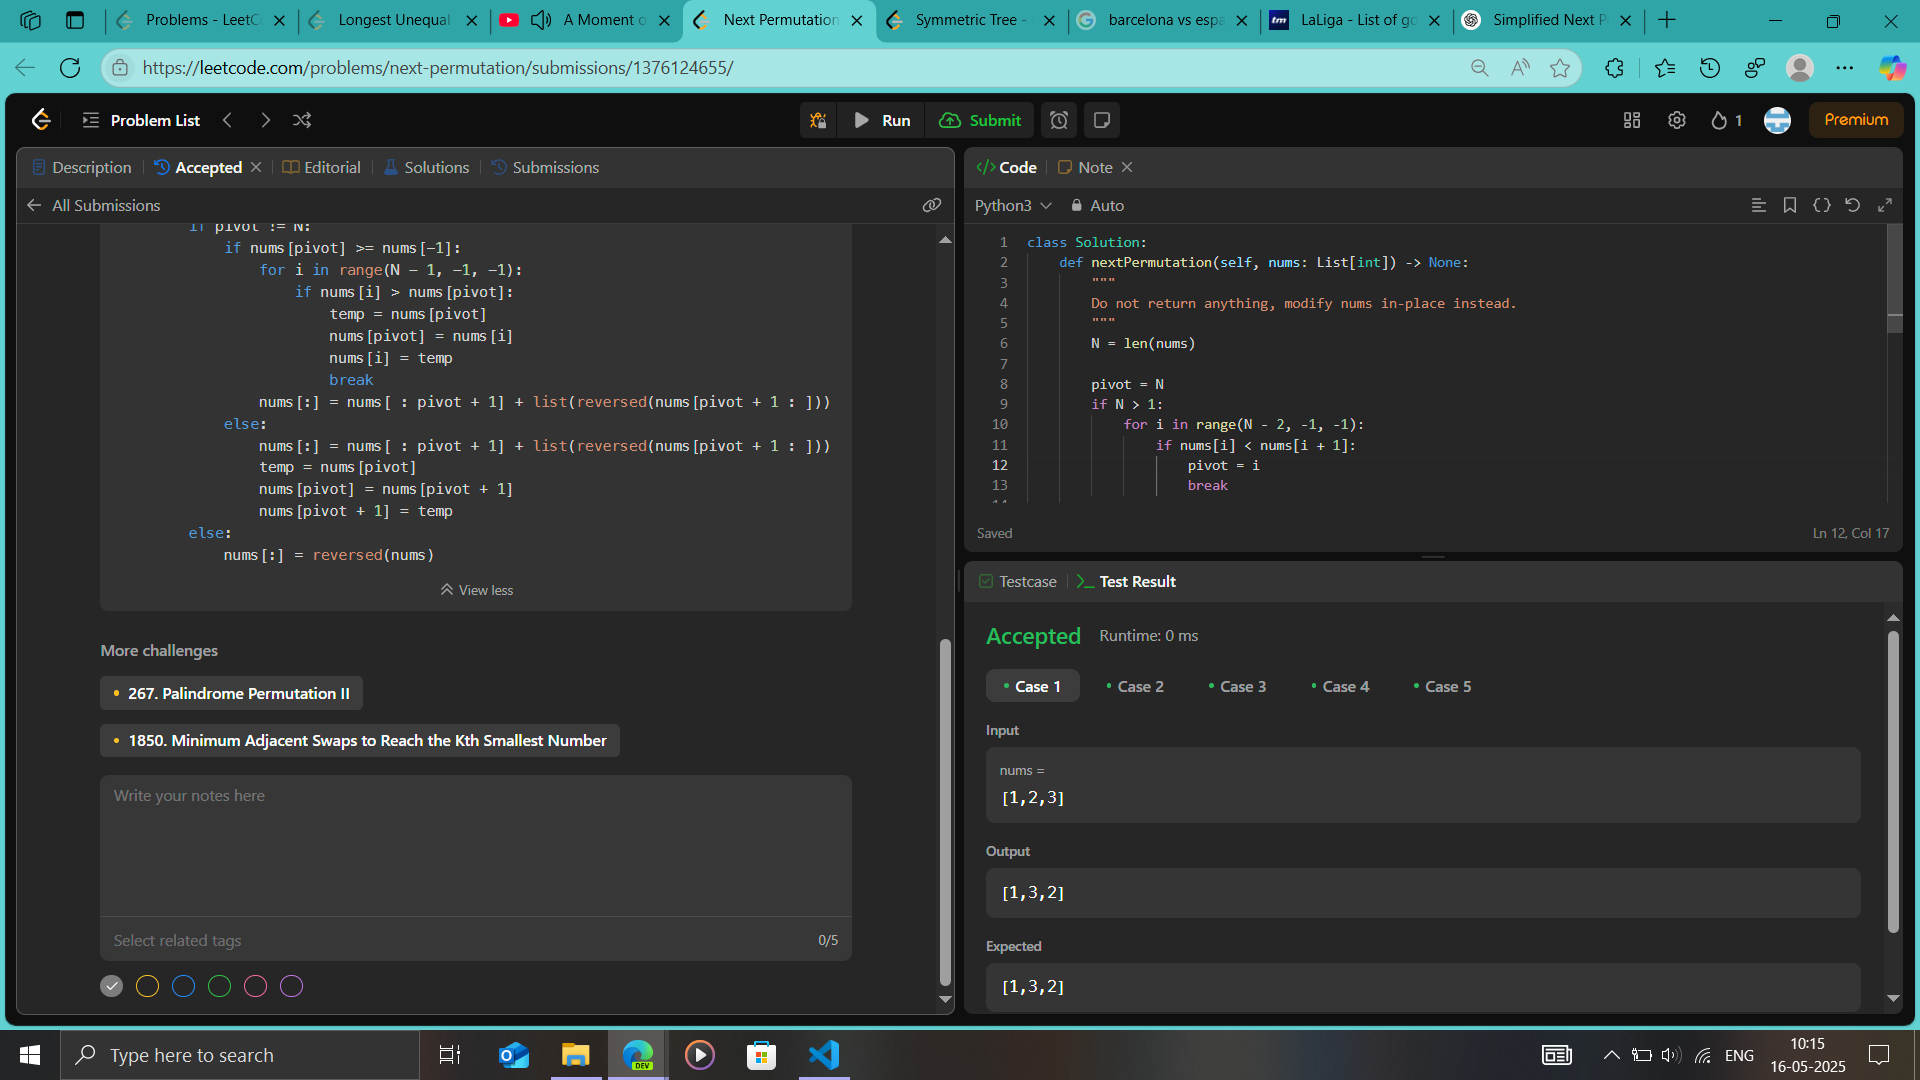 Problems - LeetC
Longest Unequal
A Moment o
Next Permutation
Symmetric Tree -
barcelona vs espa
LaLiga - List of go
Simplified Next P
https://leetcode.com/problems/next-permutation/submissions/1376124655/
Problem List
Run
Submit
1
Premium
Description
Accepted
Editorial
Solutions
Submissions
All Submissions
if pivot != N:
if nums[pivot] >= nums[-1]:
for i in range(N - 1, -1, -1):
if nums[i] > nums[pivot]:
temp = nums[pivot]
nums[pivot] = nums[i]
nums[i] = temp
break
nums[:] = nums[ : pivot + 1] + list(reversed(nums[pivot + 1 : ]))
else:
nums[:] = nums[ : pivot + 1] + list(reversed(nums[pivot + 1 : ]))
temp = nums[pivot]
nums[pivot] = nums[pivot + 1]
nums[pivot + 1] = temp
else:
nums[:] = reversed(nums)
View less
More challenges
267. Palindrome Permutation II
1850. Minimum Adjacent Swaps to Reach the Kth Smallest Number
Write your notes here
Select related tags
0/5
Code
Note
Python3
Auto
1 class Solution:
2 def nextPermutation(self, nums: List[int]) -> None:
3 """
4 Do not return anything, modify nums in-place instead.
5 """
6 N = len(nums)
7
8 pivot = N
9 if N > 1:
10 for i in range(N - 2, -1, -1):
11 if nums[i] < nums[i + 1]:
12 pivot = i
13 break
Saved
Ln 12, Col 17
Testcase
Test Result
Accepted
Runtime: 0 ms
Case 1
Case 2
Case 3
Case 4
Case 5
Input
nums =
[1,2,3]
Output
[1,3,2]
Expected
[1,3,2]
Type here to search
DEV
ENG
10:15
16-05-2025